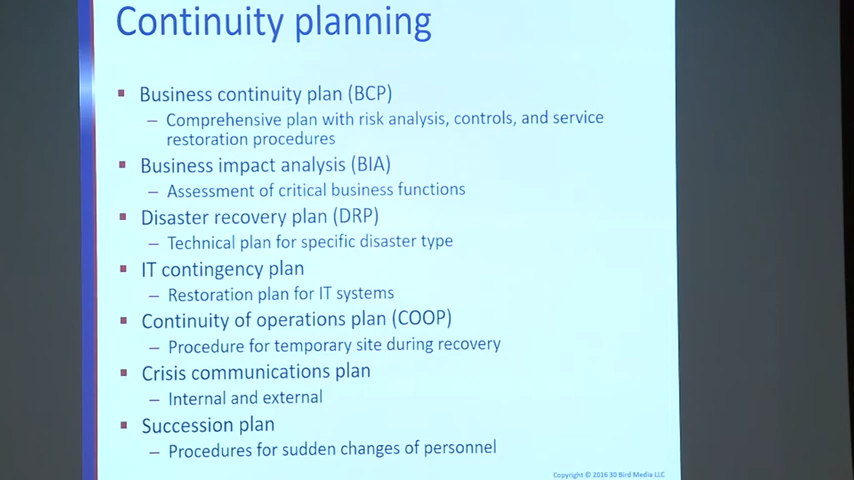 Continuity planning
▪ Business continuity plan (BCP)
– Comprehensive plan with risk analysis, controls, and service
restoration procedures
▪ Business impact analysis (BIA)
– Assessment of critical business functions
▪ Disaster recovery plan (DRP)
– Technical plan for specific disaster type
▪ IT contingency plan
– Restoration plan for IT systems
▪ Continuity of operations plan (COOP)
– Procedure for temporary site during recovery
▪ Crisis communications plan
– Internal and external
▪ Succession plan
– Procedures for sudden changes of personnel
Copyright © 2016 30 Bird Media LLC